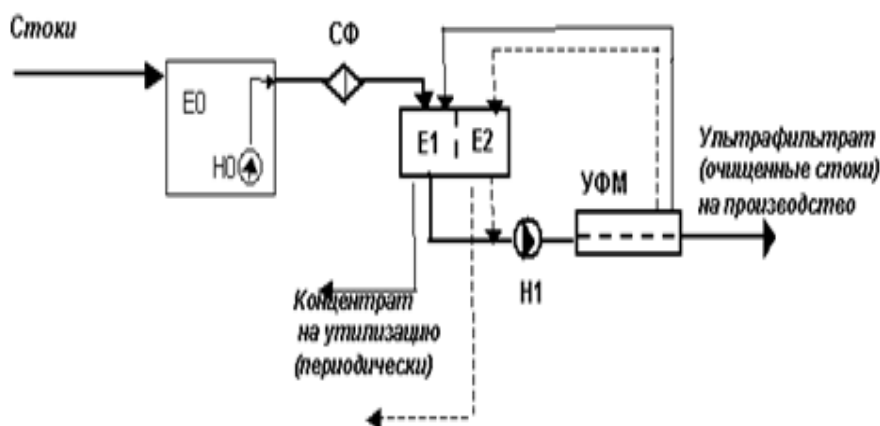 Стоки
СФ
Е0
Н0
Е1
Е2
УФМ
Н1
Ультрафильтрат
(очищенные стоки)
на производство
Концентрат
на утилизацию
(периодически)